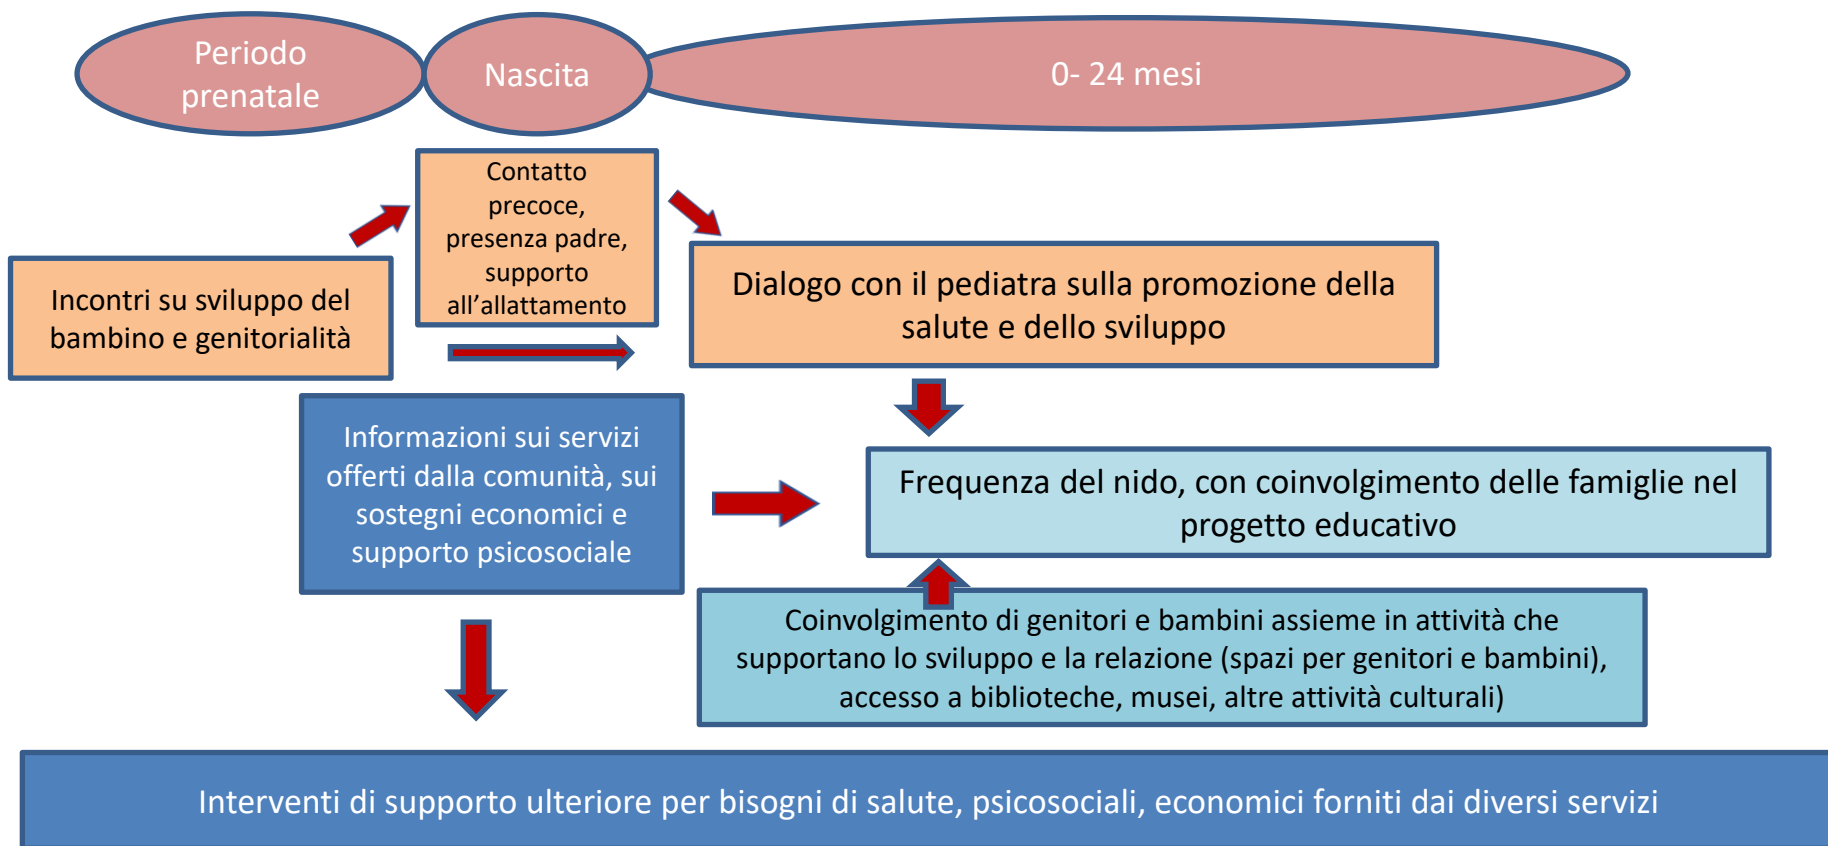 Periodo
prenatale
Nascita
0- 24 mesi
Contatto
precoce,
presenza padre,
supporto
all'allattamento
Incontri su sviluppo del
bambino e genitorialità
Dialogo con il pediatra sulla promozione della
salute e dello sviluppo
Informazioni sui servizi
offerti dalla comunità, sui
sostegni economici e
supporto psicosociale
Frequenza del nido, con coinvolgimento delle famiglie nel
progetto educativo
Coinvolgimento di genitori e bambini assieme in attività che
supportano lo sviluppo e la relazione (spazi per genitori e bambini),
accesso a biblioteche, musei, altre attività culturali)
Interventi di supporto ulteriore per bisogni di salute, psicosociali, economici forniti dai diversi servizi